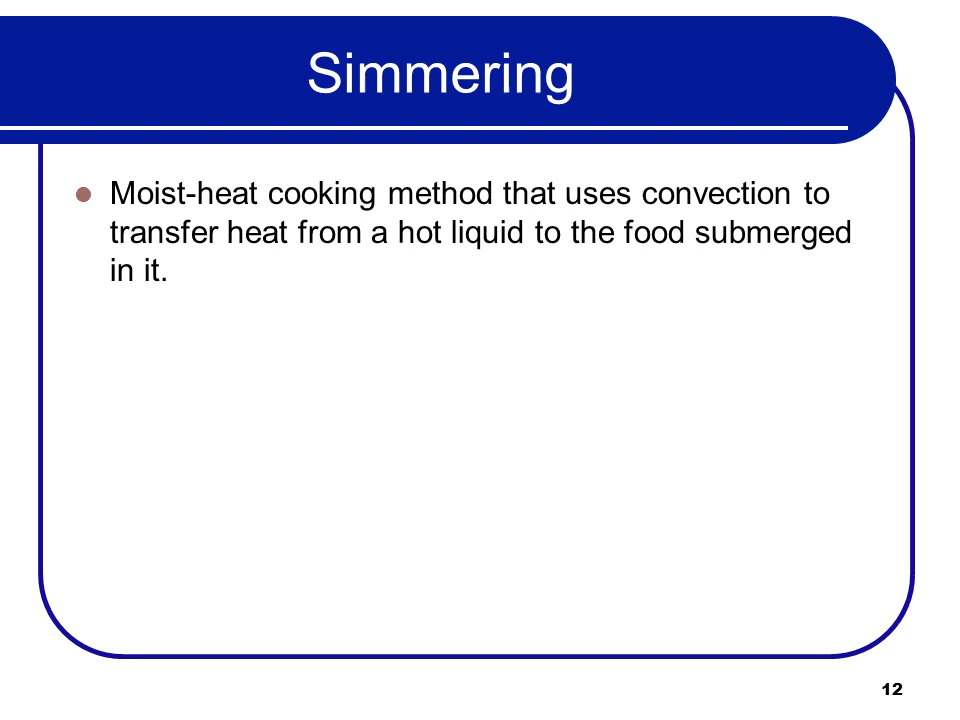 Simmering
Moist-heat cooking method that uses convection to
transfer heat from a hot liquid to the food submerged
in it.
12